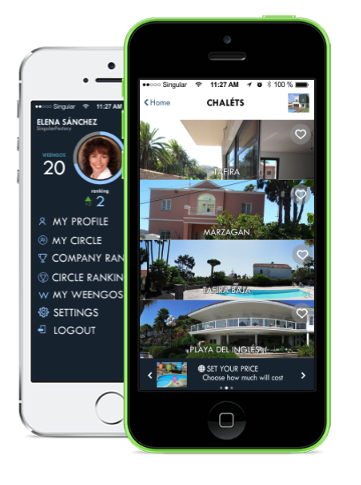 Singular 11:27 AM
ELENA SÁNCHEZ
SingularFactory
WEENGOS
20
ranking
2
MY PROFILE
MY CIRCLE
COMPANY RAN
CIRCLE RANKIN
MY WEENGOS
SETTINGS
LOGOUT
Singular 11:27 AM 100 %
Home CHALÉTS
TAFIRA
MARZAGÁN
TAFIRA BAJA
PLAYA DEL INGLÉS
SET YOUR PRICE
Choose how much will cost